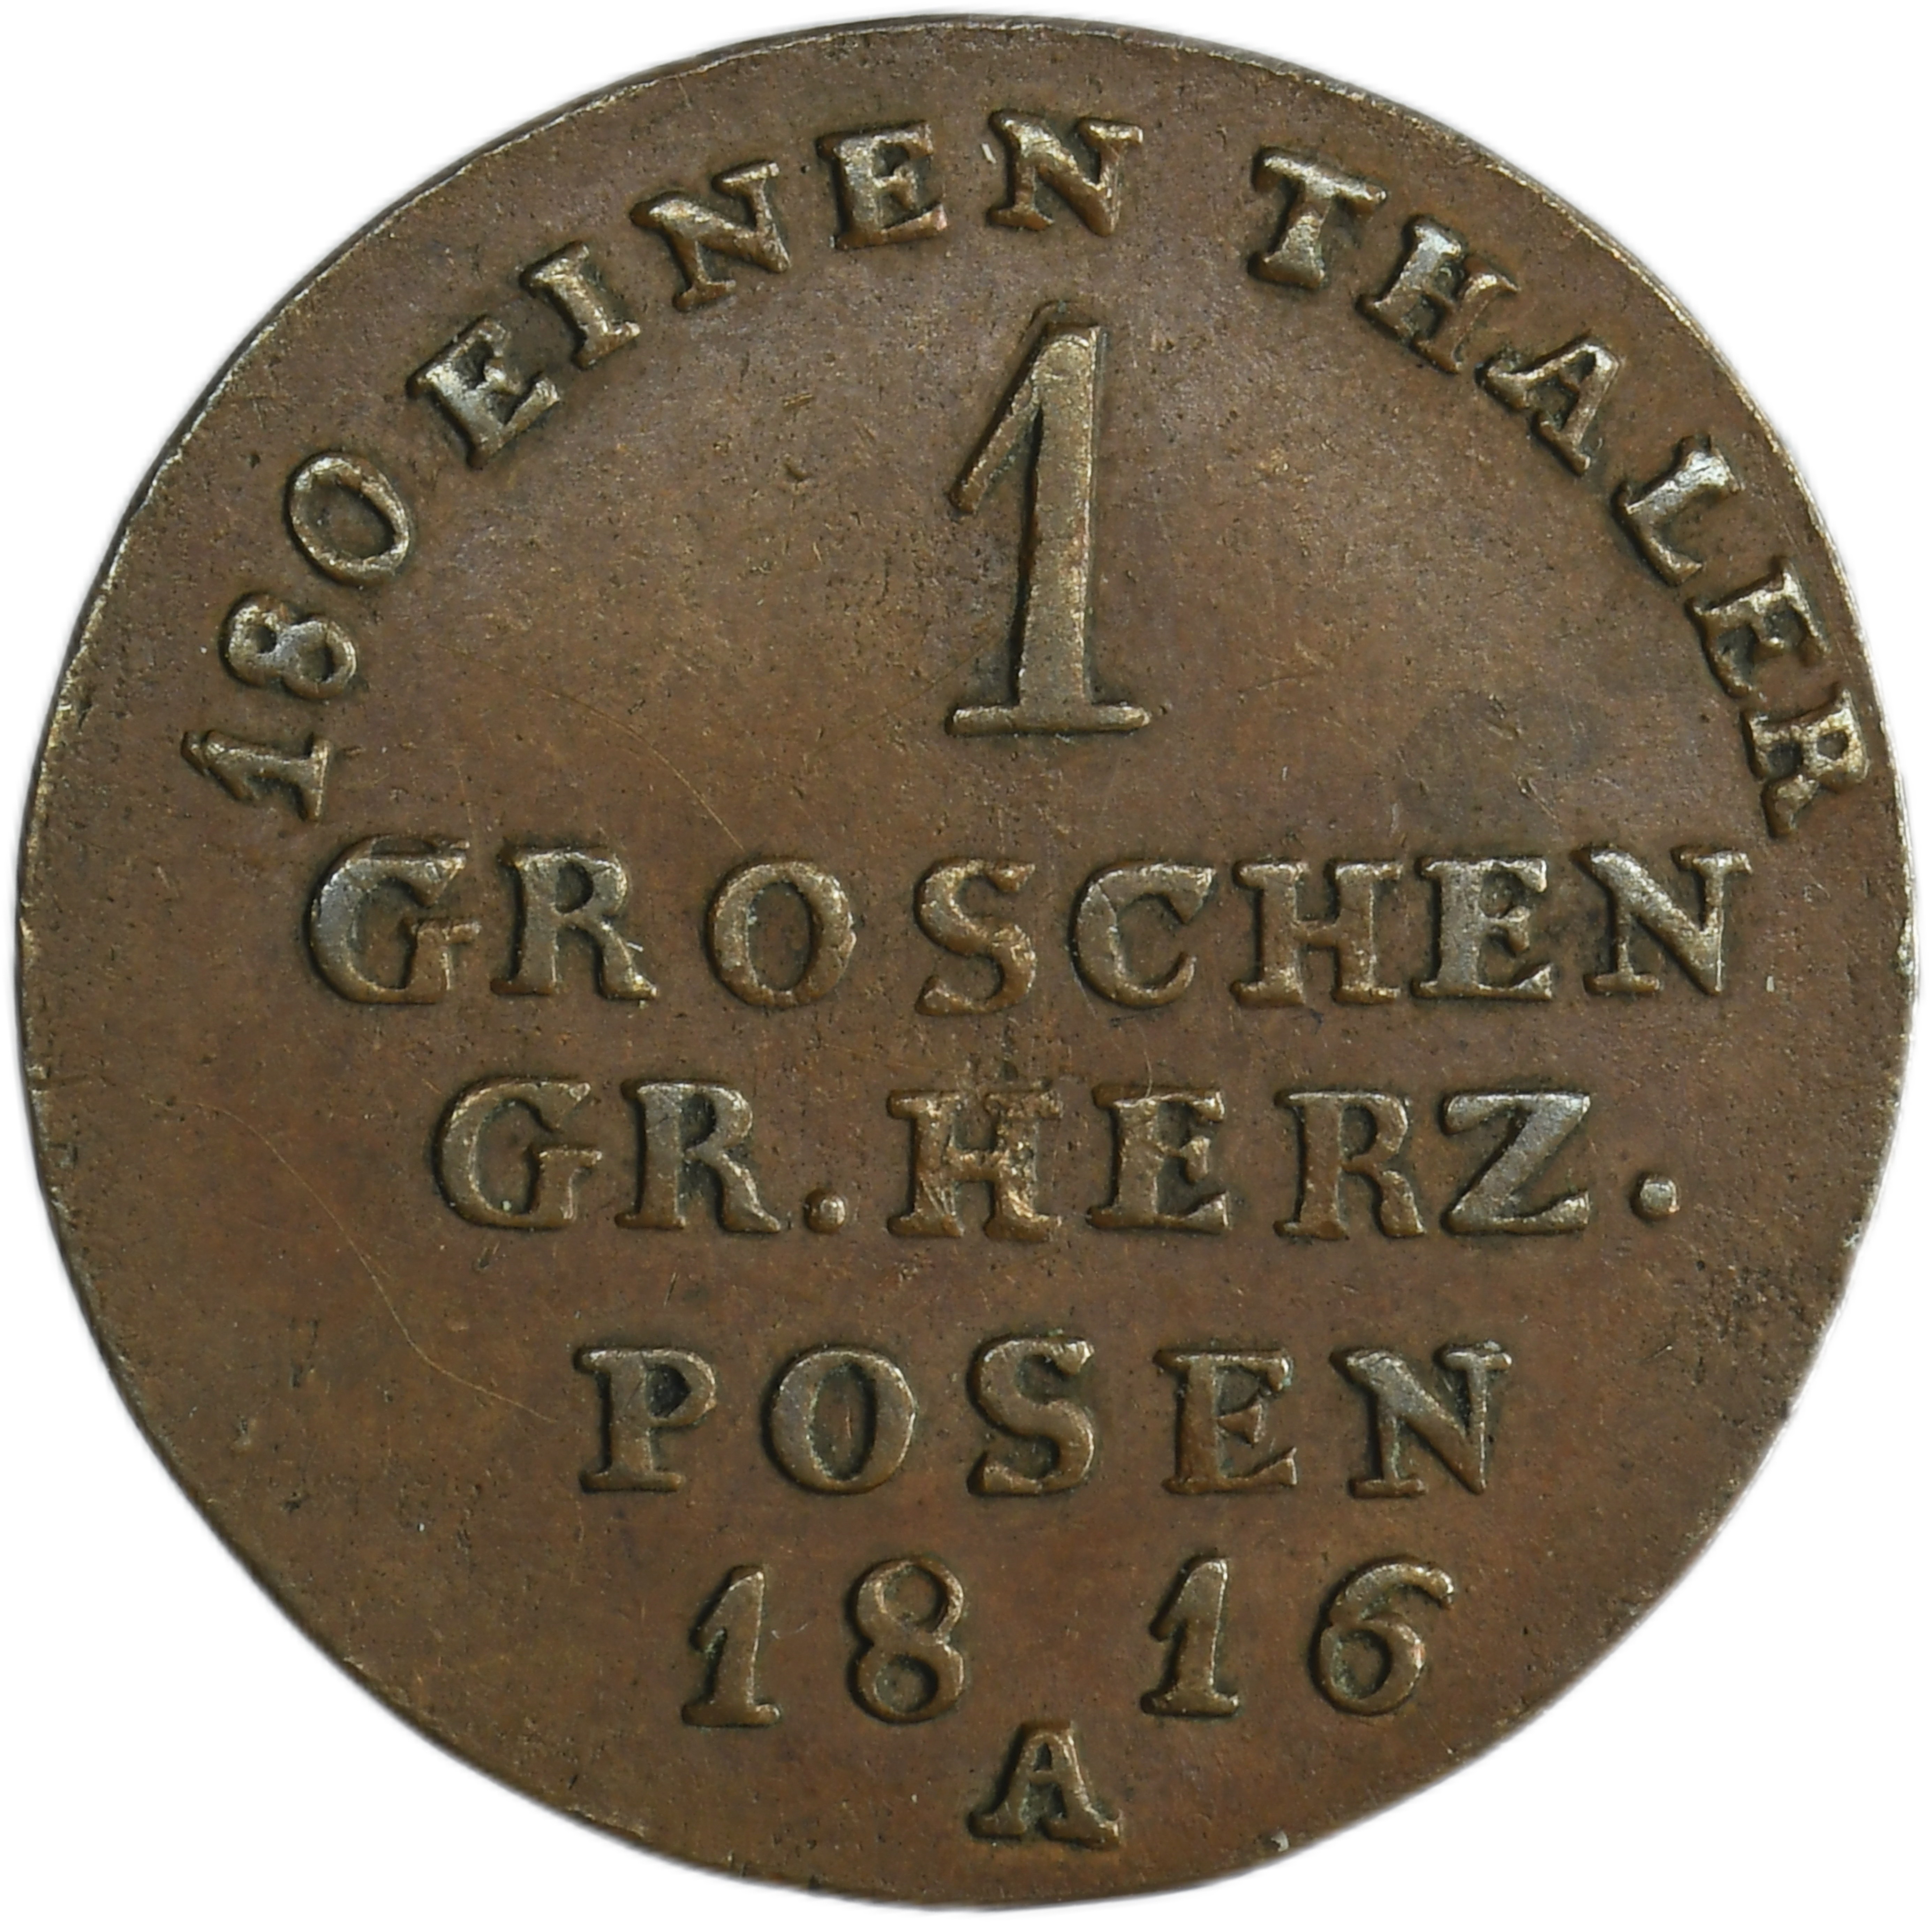 180 EINEN THALER
1
GROSCHEN
GR. HERZ.
POSEN
1816
A